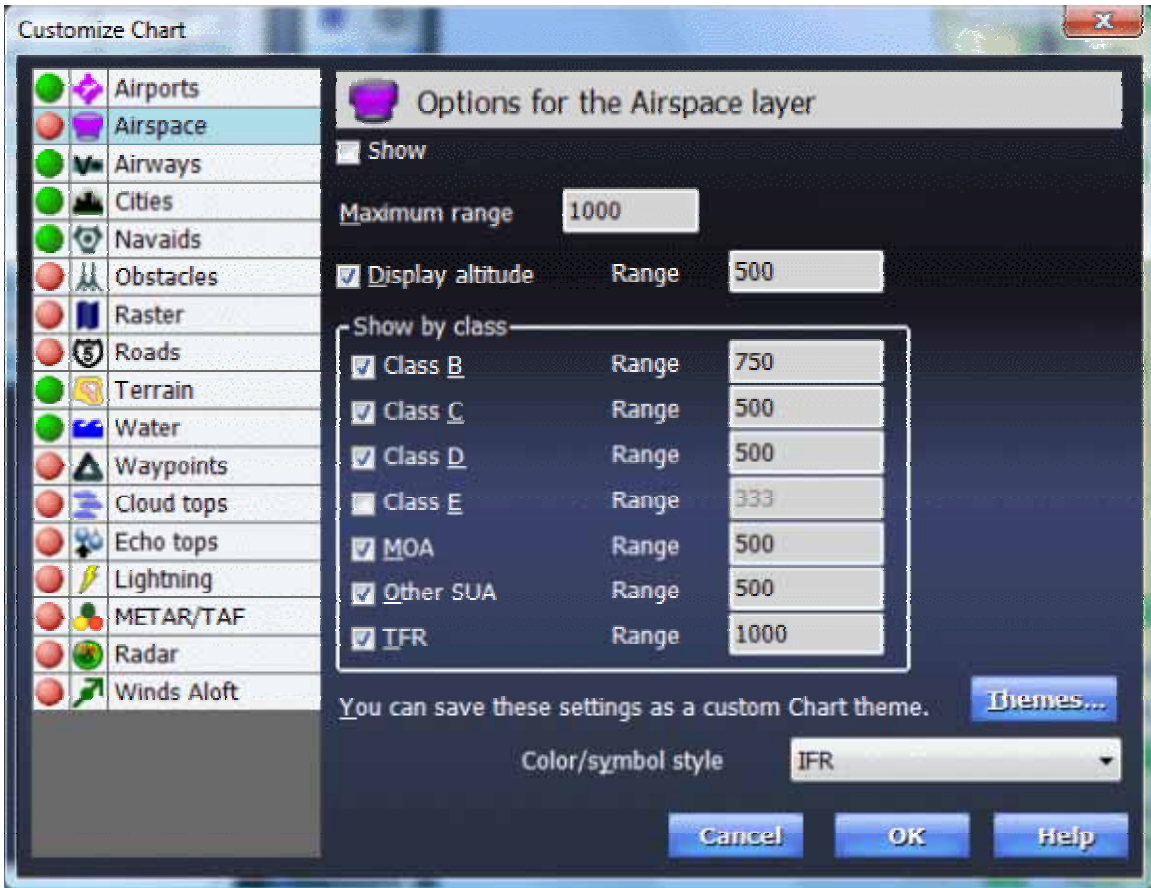 Customize Chart
X
Airports
Airspace
Airways
Cities
Navaids
Obstacles
Raster
Roads
Terrain
Water
Waypoints
Cloud tops
Echo tops
Lightning
METAR/TAF
Radar
Winds Aloft
V
5
Options for the Airspace layer
Show
Maximum range 1000
Display altitude Range 500
Show by class
Class B Range 750
Class C Range 500
Class D Range 500
Class E Range 333
MOA Range 500
Other SUA Range 500
TFR Range 1000
You can save these settings as a custom Chart theme. Themes...
Color/symbol style IFR
Cancel OK Help